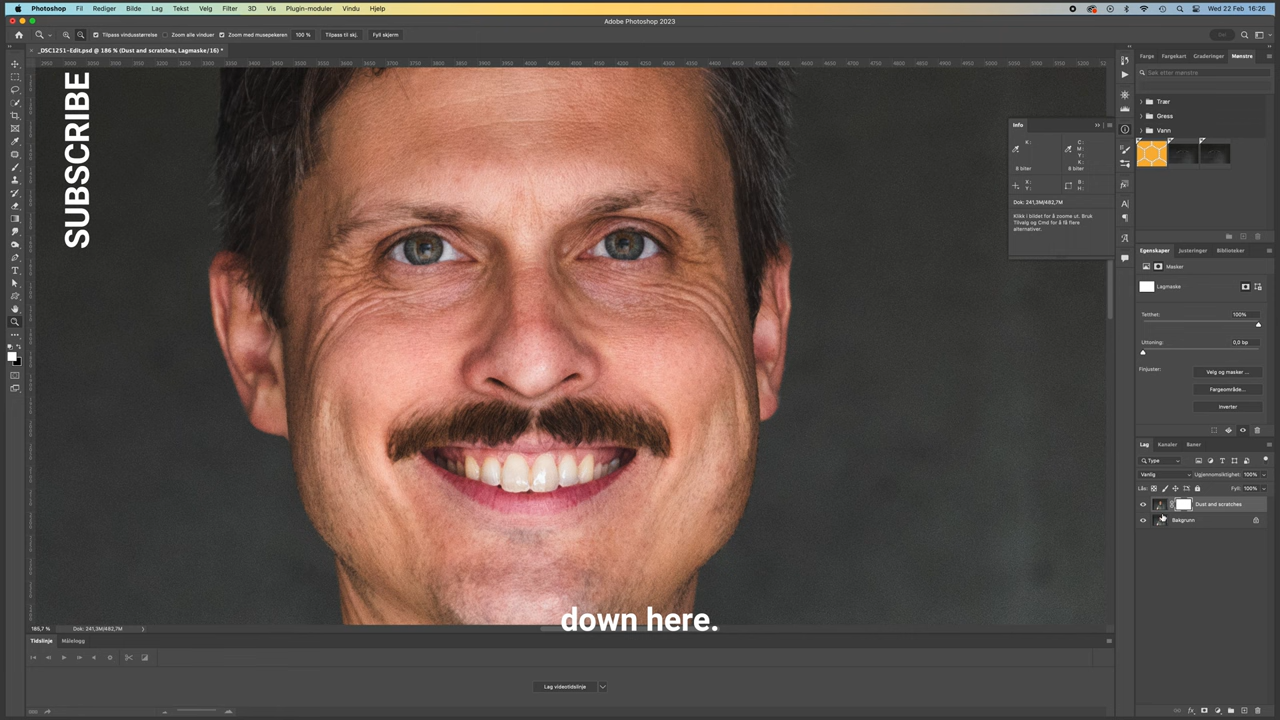 Photoshop Fil Rediger Bilde Lag Tekst Velg Filter 3D Vis Plugin-moduler Vindu Hjelp
Wed 22 Feb 16:26
Adobe Photoshop 2023
Tilpass vindusstørrelse Zoom alle vinduer Zoom med musepekeren 100 % Tilpass til skj. Fyll skjerm
_DSC1251-Edit.psd @ 186 % (Dust and scratches, Lagmaske/16) *
SUBSCRIBE
Farge Fargekart Graderinger Mønstre
Søk etter mønstre
Trær
Gress
Vann
Info
K:
C:
M:
Y:
K:
8 biter 8 biter
X:
Y:
B:
H:
Dok: 241,3M/482,7M
Klikk i bildet for å zoome ut. Bruk
Tilvalg og Cmd for å få flere
alternativer.
Egenskaper Justeringer Biblioteker
Masker
Lagmaske
Tetthet: 100%
Uttoning: 0,0 bp
Finjuster:
Velg og masker ...
Fargeområde...
Inverter
Lag Kanaler Baner
Type
Vanlig Ugjennomsiktighet: 100%
Lås: Fyll: 100%
Dust and scratches
Bakgrunn
down here.
185,7 % Dok: 241,3M/482,7M
Tidslinje Målelogg
Lag videotidslinje